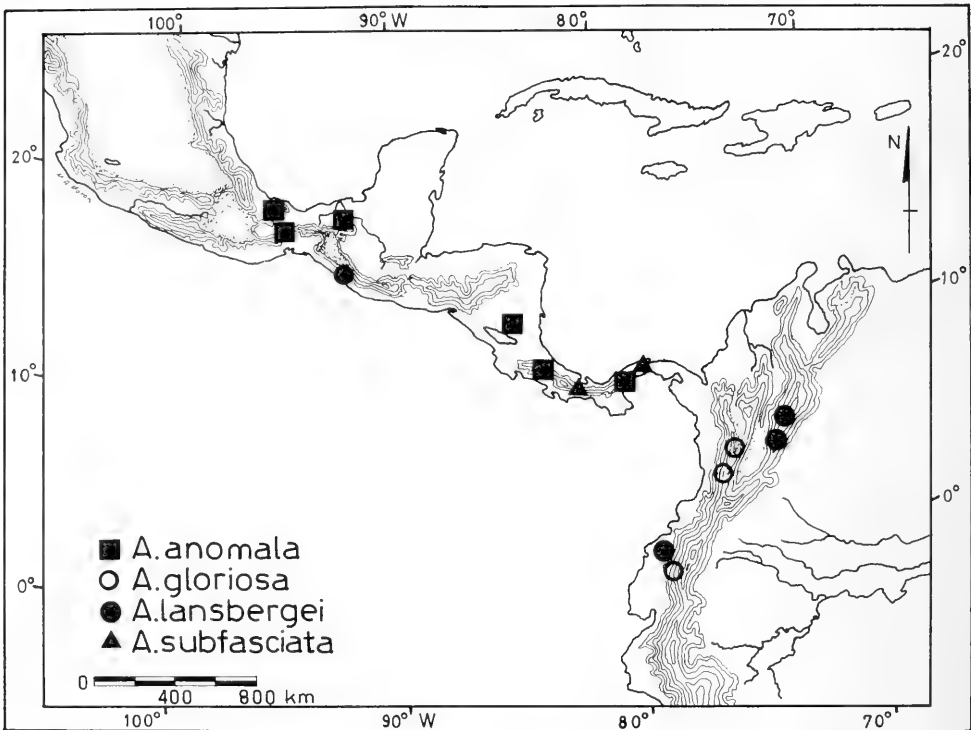 100° 90° W 80° 70°
20°
N
20°
10°
10°
0°
A. anomala
A. gloriosa
A. lansbergei
A. subfasciata
0°
0 400 800 km
100° 90° W 80° 70°